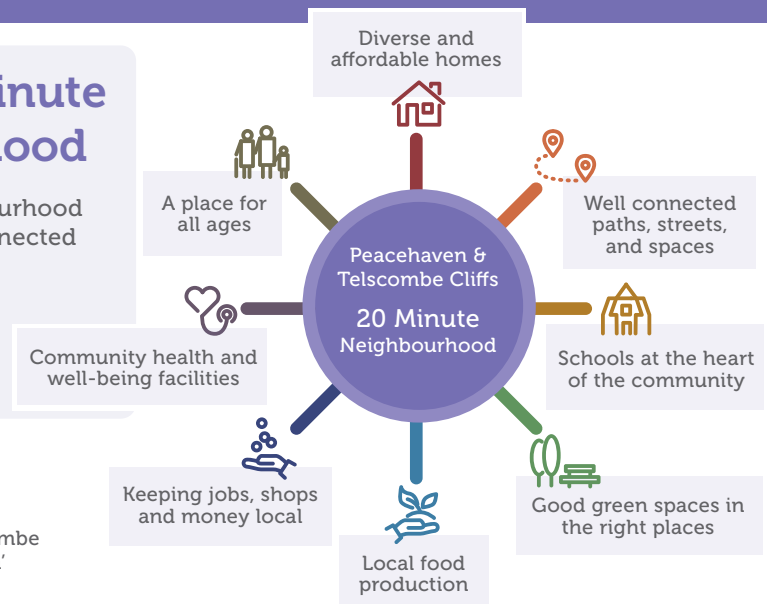 inute
ood
urhood
nected
mbe
'
Diverse and
affordable homes
Well connected
paths, streets,
and spaces
Schools at the heart
of the community
Good green spaces in
the right places
Local food
production
Keeping jobs, shops
and money local
Community health and
well-being facilities
A place for
all ages
Peacehaven &
Telscombe Cliffs
20 Minute
Neighbourhood